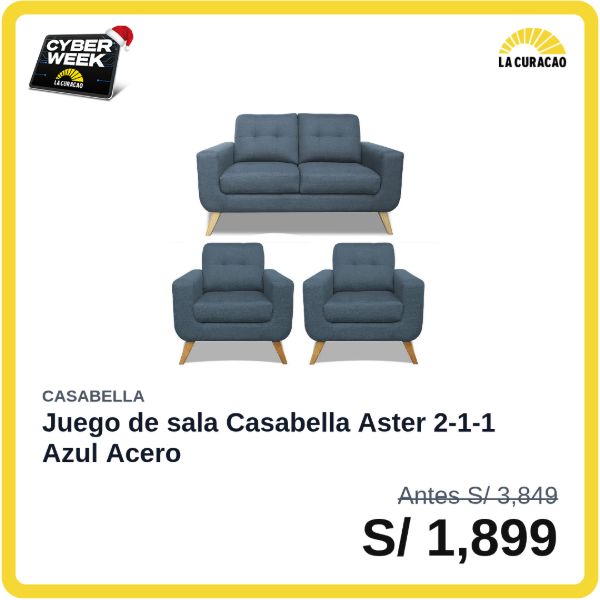 CYBER
WEEK
LA CURACAO
LA CURACAO
CASABELLA
Juego de sala Casabella Aster 2-1-1
Azul Acero
Antes S/ 3,849
S/ 1,899